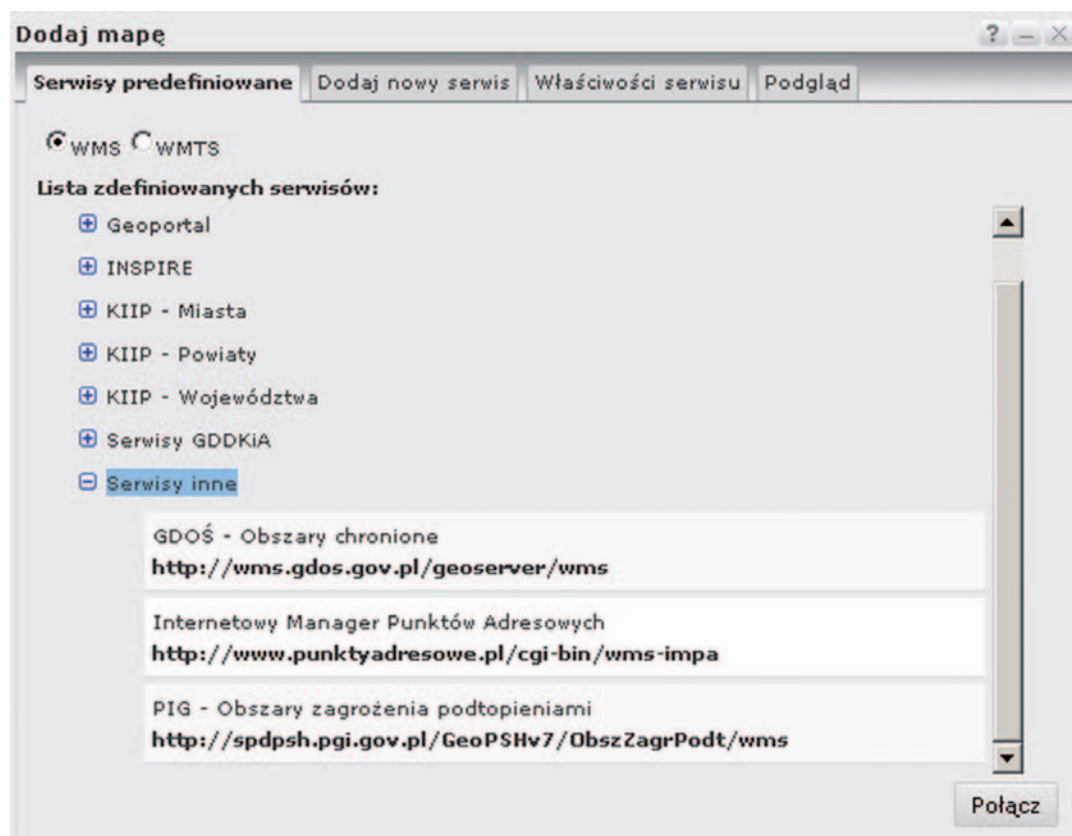 Dodaj mapę
Serwisy predefiniowane Dodaj nowy serwis Właściwości serwisu Podgląd
WMS WMTS
Lista zdefiniowanych serwisów:
Geoportal
INSPIRE
KIIP - Miasta
KIIP - Powiaty
KIIP - Województwa
Serwisy GDDKiA
Serwisy inne
GDOŚ - Obszary chronione
http://wms.gdos.gov.pl/geoserver/wms
Internetowy Manager Punktów Adresowych
http://www.punktyadresowe.pl/cgi-bin/wms-impa
PIG - Obszary zagrożenia podtopieniami
http://spdpsh.pgi.gov.pl/GeoPSHv7/ObszZagrPodt/wms
Połącz